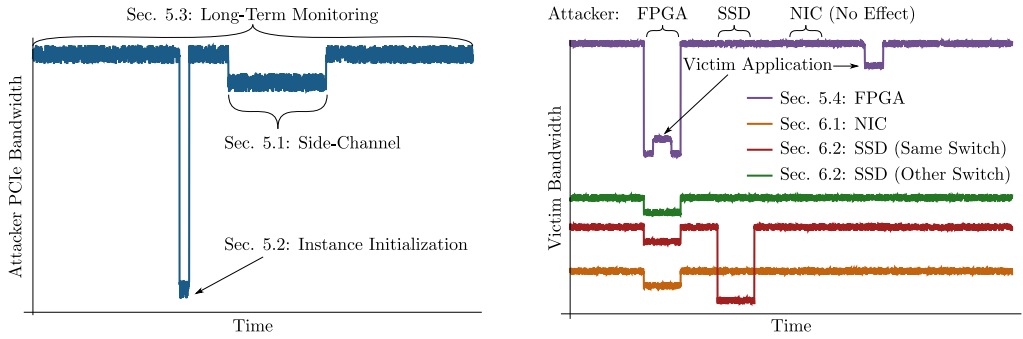 Sec. 5.3: Long-Term Monitoring
Attacker PCIe Bandwidth
Sec. 5.1: Side-Channel
Sec. 5.2: Instance Initialization
Time
Attacker: FPGA SSD NIC (No Effect)
Victim Application
Victim Bandwidth
Sec. 5.4: FPGA
Sec. 6.1: NIC
Sec. 6.2: SSD (Same Switch)
Sec. 6.2: SSD (Other Switch)
Time